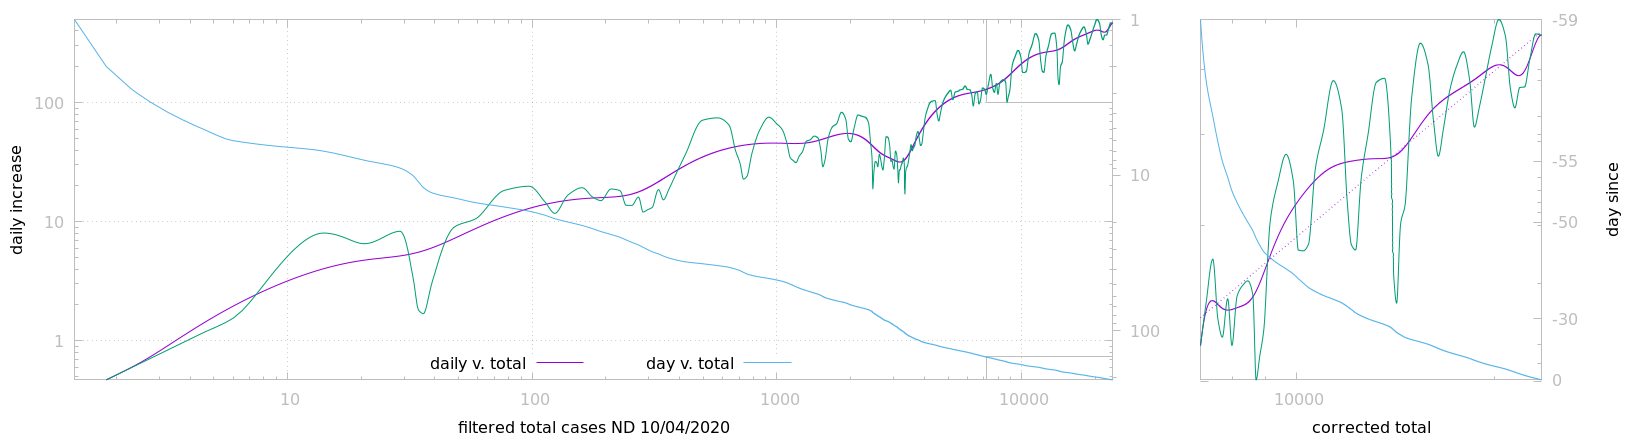 1
-59
100
daily increase
10
-55
day since
10
-50
-30
1
100
daily v. total
day v. total
0
10
100
1000
10000
10000
filtered total cases ND 10/04/2020
corrected total